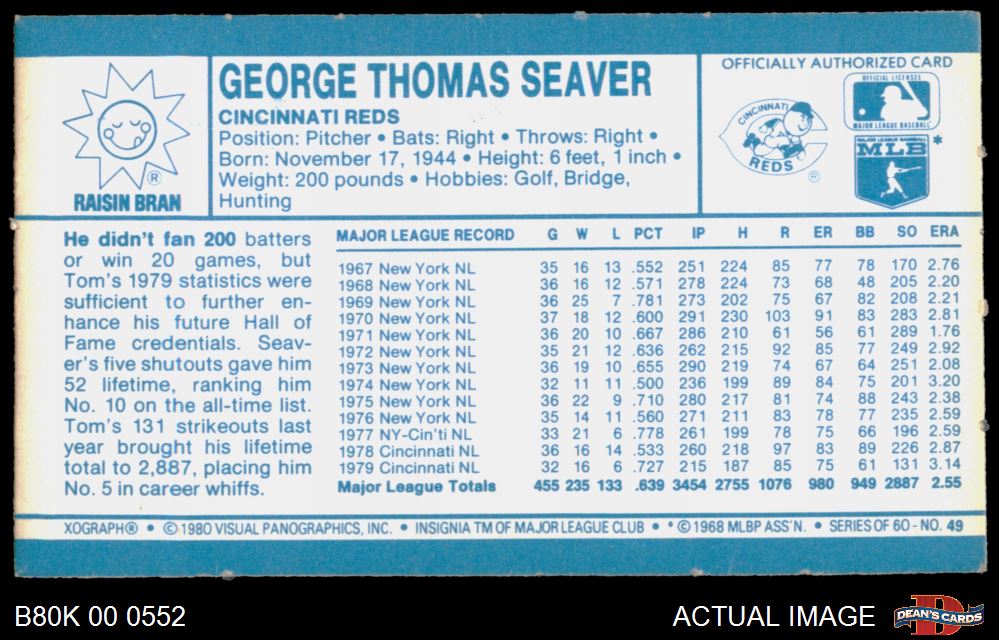 GEORGE THOMAS SEAVER
CINCINNATI REDS
Position: Pitcher • Bats: Right • Throws: Right •
Born: November 17, 1944 • Height: 6 feet, 1 inch •
Weight: 200 pounds • Hobbies: Golf, Bridge,
Hunting
®
RAISIN BRAN
OFFICIALLY AUTHORIZED CARD
CINCINNATI
REDS
®
OFFICIAL LICENSEE
MAJOR LEAGUE BASEBALL
MAJOR LEAGUE BASEBALL
MLB *
He didn't fan 200 batters
or win 20 games, but
Tom's 1979 statistics were
sufficient to further en-
hance his future Hall of
Fame credentials. Seav-
er's five shutouts gave him
52 lifetime, ranking him
No. 10 on the all-time list.
Tom's 131 strikeouts last
year brought his lifetime
total to 2,887, placing him
No. 5 in career whiffs.
MAJOR LEAGUE RECORD G W L PCT IP H R ER BB SO ERA
1967 New York NL 35 16 13 .552 251 224 85 77 78 170 2.76
1968 New York NL 36 16 12 .571 278 224 73 68 48 205 2.20
1969 New York NL 36 25 7 .781 273 202 75 67 82 208 2.21
1970 New York NL 37 18 12 .600 291 230 103 91 83 283 2.81
1971 New York NL 36 20 10 .667 286 210 61 56 61 289 1.76
1972 New York NL 35 21 12 .636 262 215 92 85 77 249 2.92
1973 New York NL 36 19 10 .655 290 219 74 67 64 251 2.08
1974 New York NL 32 11 11 .500 236 199 89 84 75 201 3.20
1975 New York NL 36 22 9 .710 280 217 81 74 88 243 2.38
1976 New York NL 35 14 11 .560 271 211 83 78 77 235 2.59
1977 NY-Cin'ti NL 33 21 6 .778 261 199 78 75 66 196 2.59
1978 Cincinnati NL 36 16 14 .533 260 218 97 83 89 226 2.87
1979 Cincinnati NL 32 16 6 .727 215 187 85 75 61 131 3.14
Major League Totals 455 235 133 .639 3454 2755 1076 980 949 2887 2.55
XOGRAPH® • © 1980 VISUAL PANOGRAPHICS, INC. • INSIGNIA TM OF MAJOR LEAGUE CLUB • * © 1968 MLBP ASS'N. • SERIES OF 60 - NO. 49
B80K 00 0552
ACTUAL IMAGE
D
DEAN'S CARDS